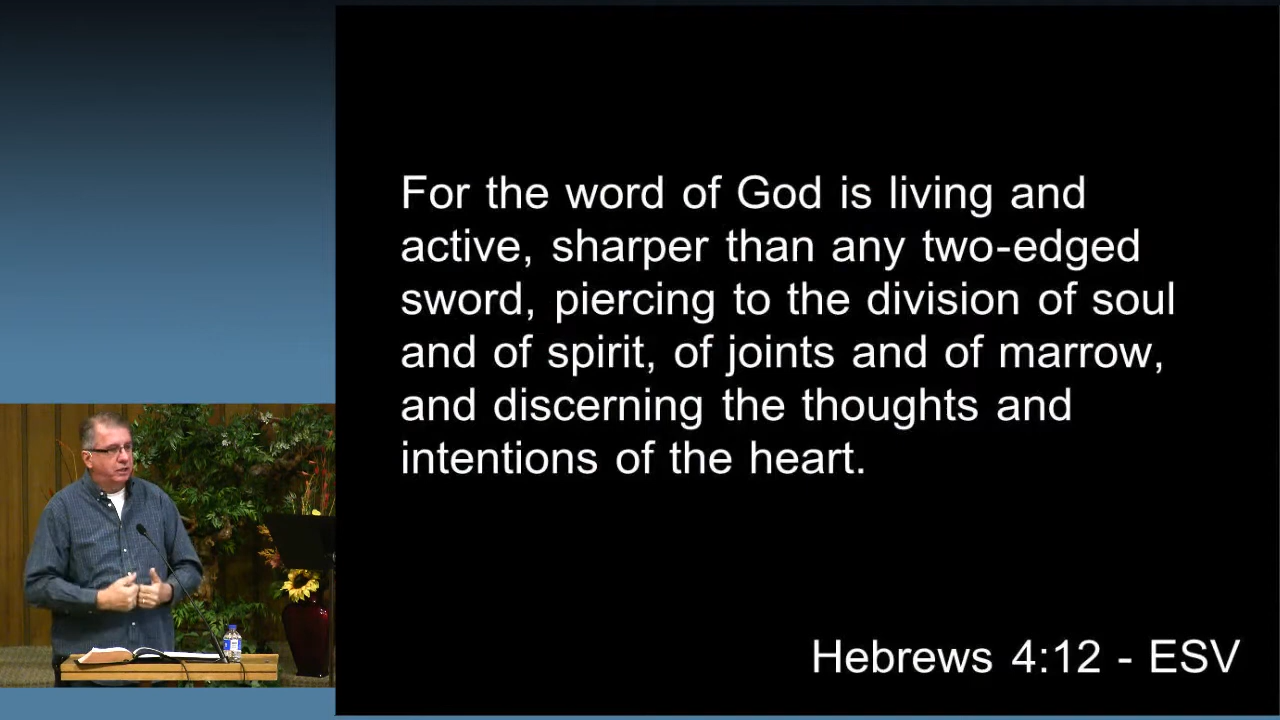 For the word of God is living and
active, sharper than any two-edged
sword, piercing to the division of soul
and of spirit, of joints and of marrow,
and discerning the thoughts and
intentions of the heart.
Hebrews 4:12 - ESV